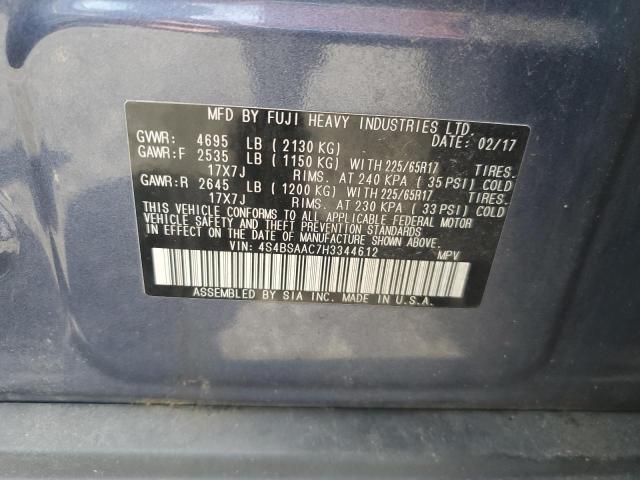 MFD BY FUJI HEAVY INDUSTRIES LTD.
GVWR: 4695 LB ( 2130 KG) DATE: 02/17
GAWR:F 2535 LB ( 1150 KG) WITH 225/65R17 TIRES.
17X7J RIMS. AT 240 KPA ( 35 PSI) COLD
GAWR:R 2645 LB ( 1200 KG) WITH 225/65R17 TIRES.
17X7J RIMS. AT 230 KPA ( 33 PSI) COLD
THIS VEHICLE CONFORMS TO ALL APPLICABLE FEDERAL MOTOR
VEHICLE SAFETY, BUMPER, AND THEFT PREVENTION STANDARDS
IN EFFECT ON THE DATE OF MANUFACTURE SHOWN ABOVE.
VIN: 4S4BSAAC7H3344612 MPV
ASSEMBLED BY SIA INC. MADE IN U.S.A.